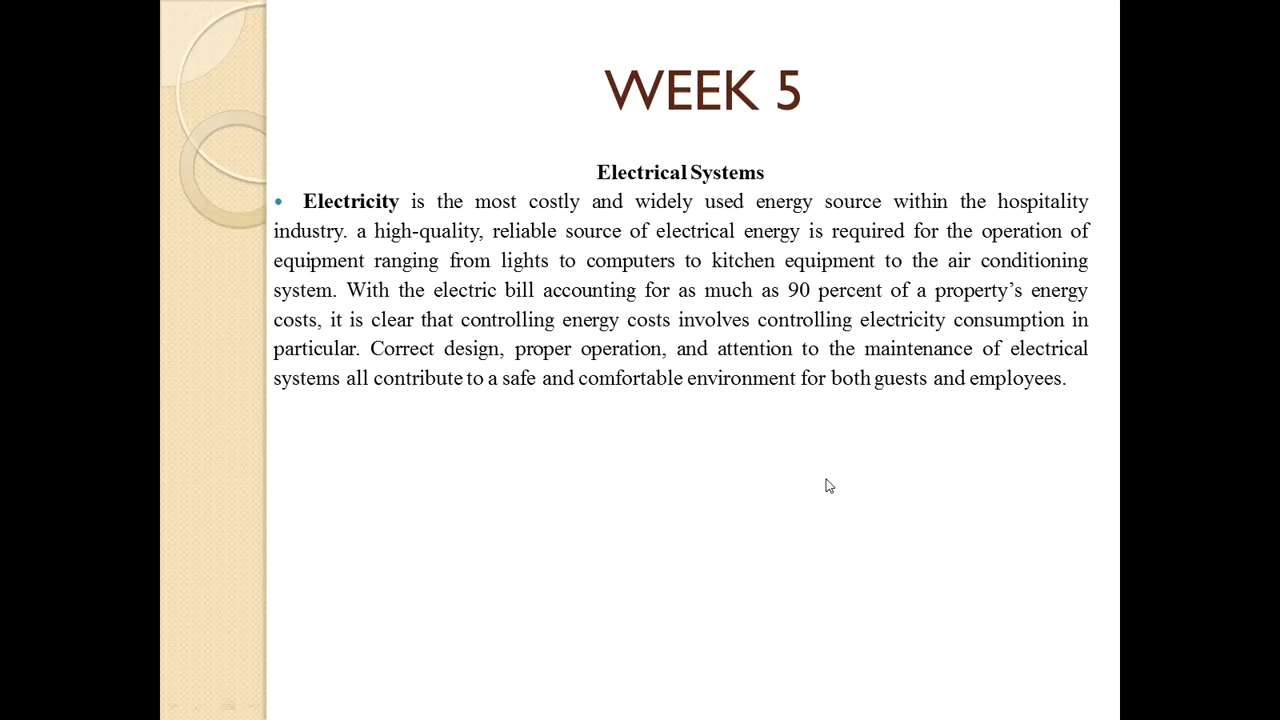 WEEK 5
Electrical Systems
• Electricity is the most costly and widely used energy source within the hospitality
industry. a high-quality, reliable source of electrical energy is required for the operation of
equipment ranging from lights to computers to kitchen equipment to the air conditioning
system. With the electric bill accounting for as much as 90 percent of a property’s energy
costs, it is clear that controlling energy costs involves controlling electricity consumption in
particular. Correct design, proper operation, and attention to the maintenance of electrical
systems all contribute to a safe and comfortable environment for both guests and employees.